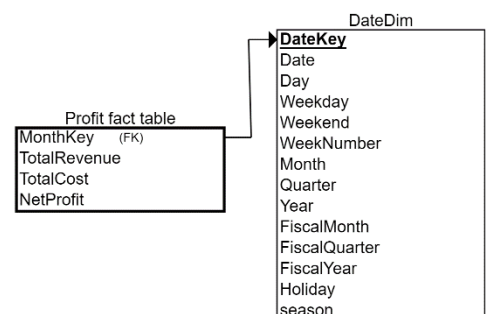 DateDim
DateKey
Date
Day
Weekday
Weekend
WeekNumber
Month
Quarter
Year
FiscalMonth
FiscalQuarter
FiscalYear
Holiday
season
Profit fact table
MonthKey (FK)
TotalRevenue
TotalCost
NetProfit